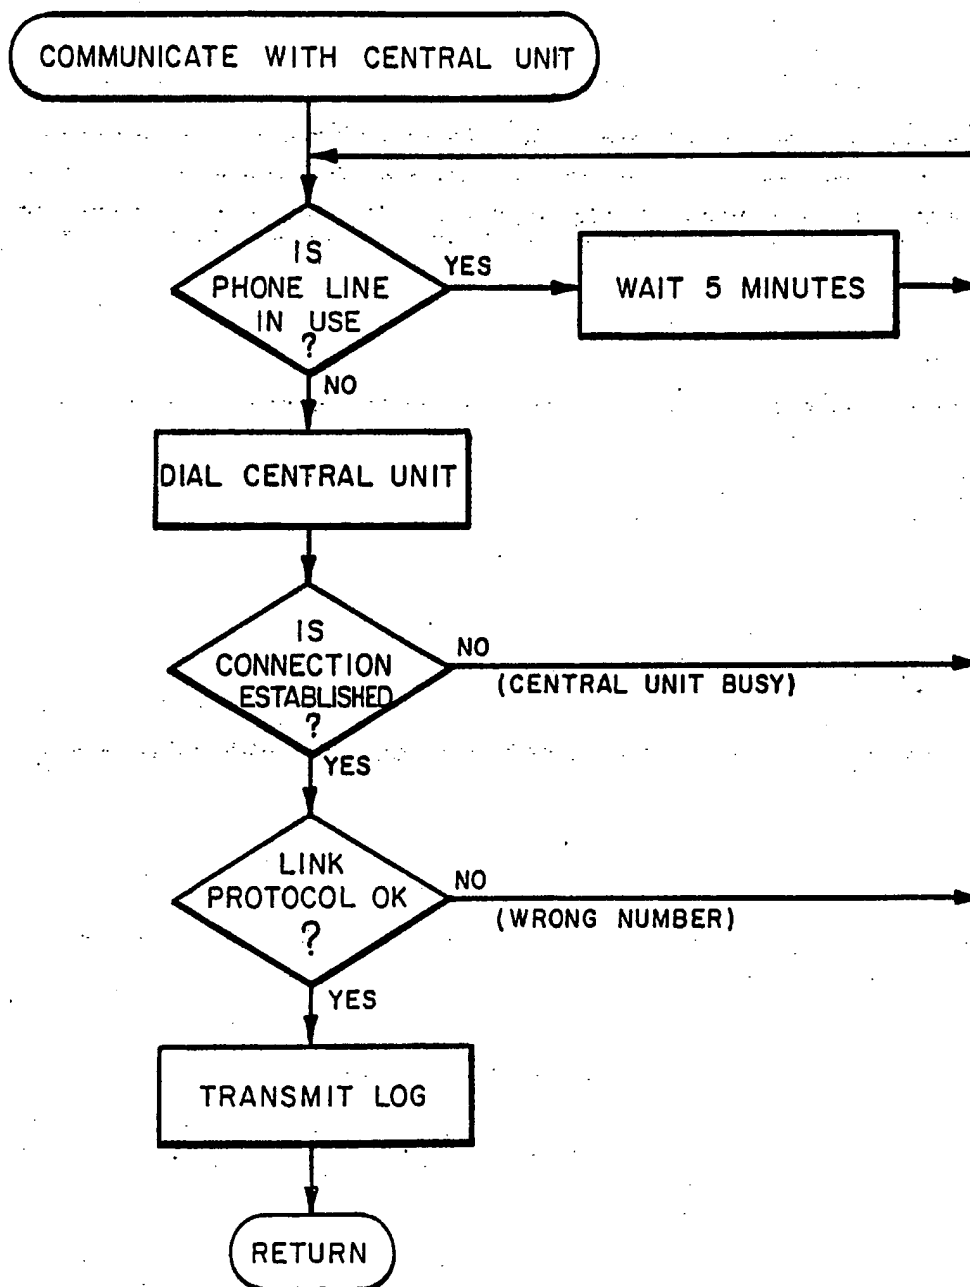 COMMUNICATE WITH CENTRAL UNIT
IS
PHONE LINE
IN USE
?
YES
WAIT 5 MINUTES
NO
DIAL CENTRAL UNIT
IS
CONNECTION
ESTABLISHED
?
NO
(CENTRAL UNIT BUSY)
YES
LINK
PROTOCOL OK
?
NO
(WRONG NUMBER)
YES
TRANSMIT LOG
RETURN